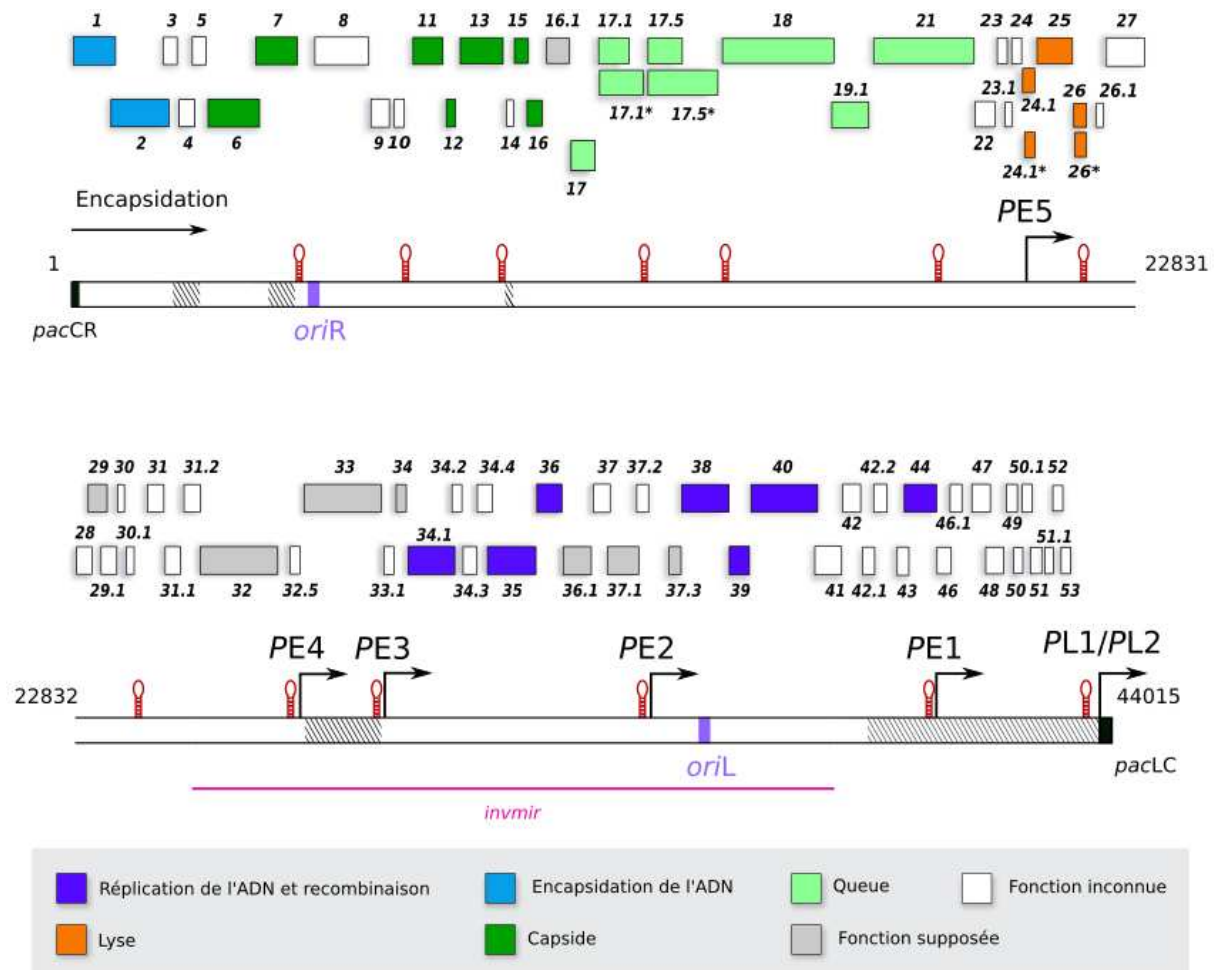 1 3 5 7 8 11 13 15 16.1 17.1 17.5 18 21 23 24 25 27
17.1* 17.5* 19.1 23.1 24.1 26 26.1
2 4 6 9 10 12 14 16 22
24.1* 26*
17
Encapsidation
PE5
1 22831
pacCR
oriR
29 30 31 31.2 33 34 34.2 34.4 36 37 37.2 38 40 42.2 44 47 50.1 52
42 46.1 49
30.1 34.1 51.1
28 29.1 31.1 32 32.5 33.1 34.3 35 36.1 37.1 37.3 39 41 42.1 43 46 48 50 51 53
PE4 PE3 PE2 PE1 PL1/PL2
22832 44015
oriL
pacLC
invmir
Réplication de l'ADN et recombinaison Encapsidation de l'ADN Queue Fonction inconnue
Lyse Capside Fonction supposée